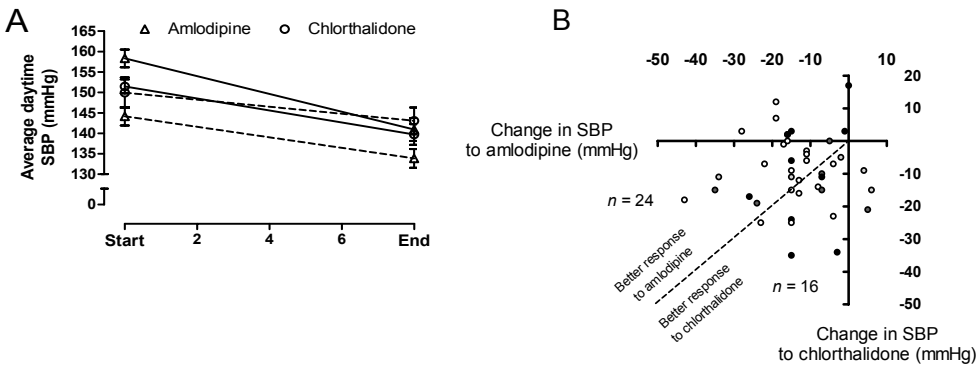 A
Amlodipine
Chlorthalidone
Average daytime
SBP (mmHg)
165
160
155
150
145
140
135
130
0
Start
2
4
6
End
B
-50
-40
-30
-20
-10
10
20
10
-10
-20
-30
-40
-50
Change in SBP
to amlodipine (mmHg)
n = 24
Better response
to amlodipine
Better response
to chlorthalidone
n = 16
Change in SBP
to chlorthalidone (mmHg)